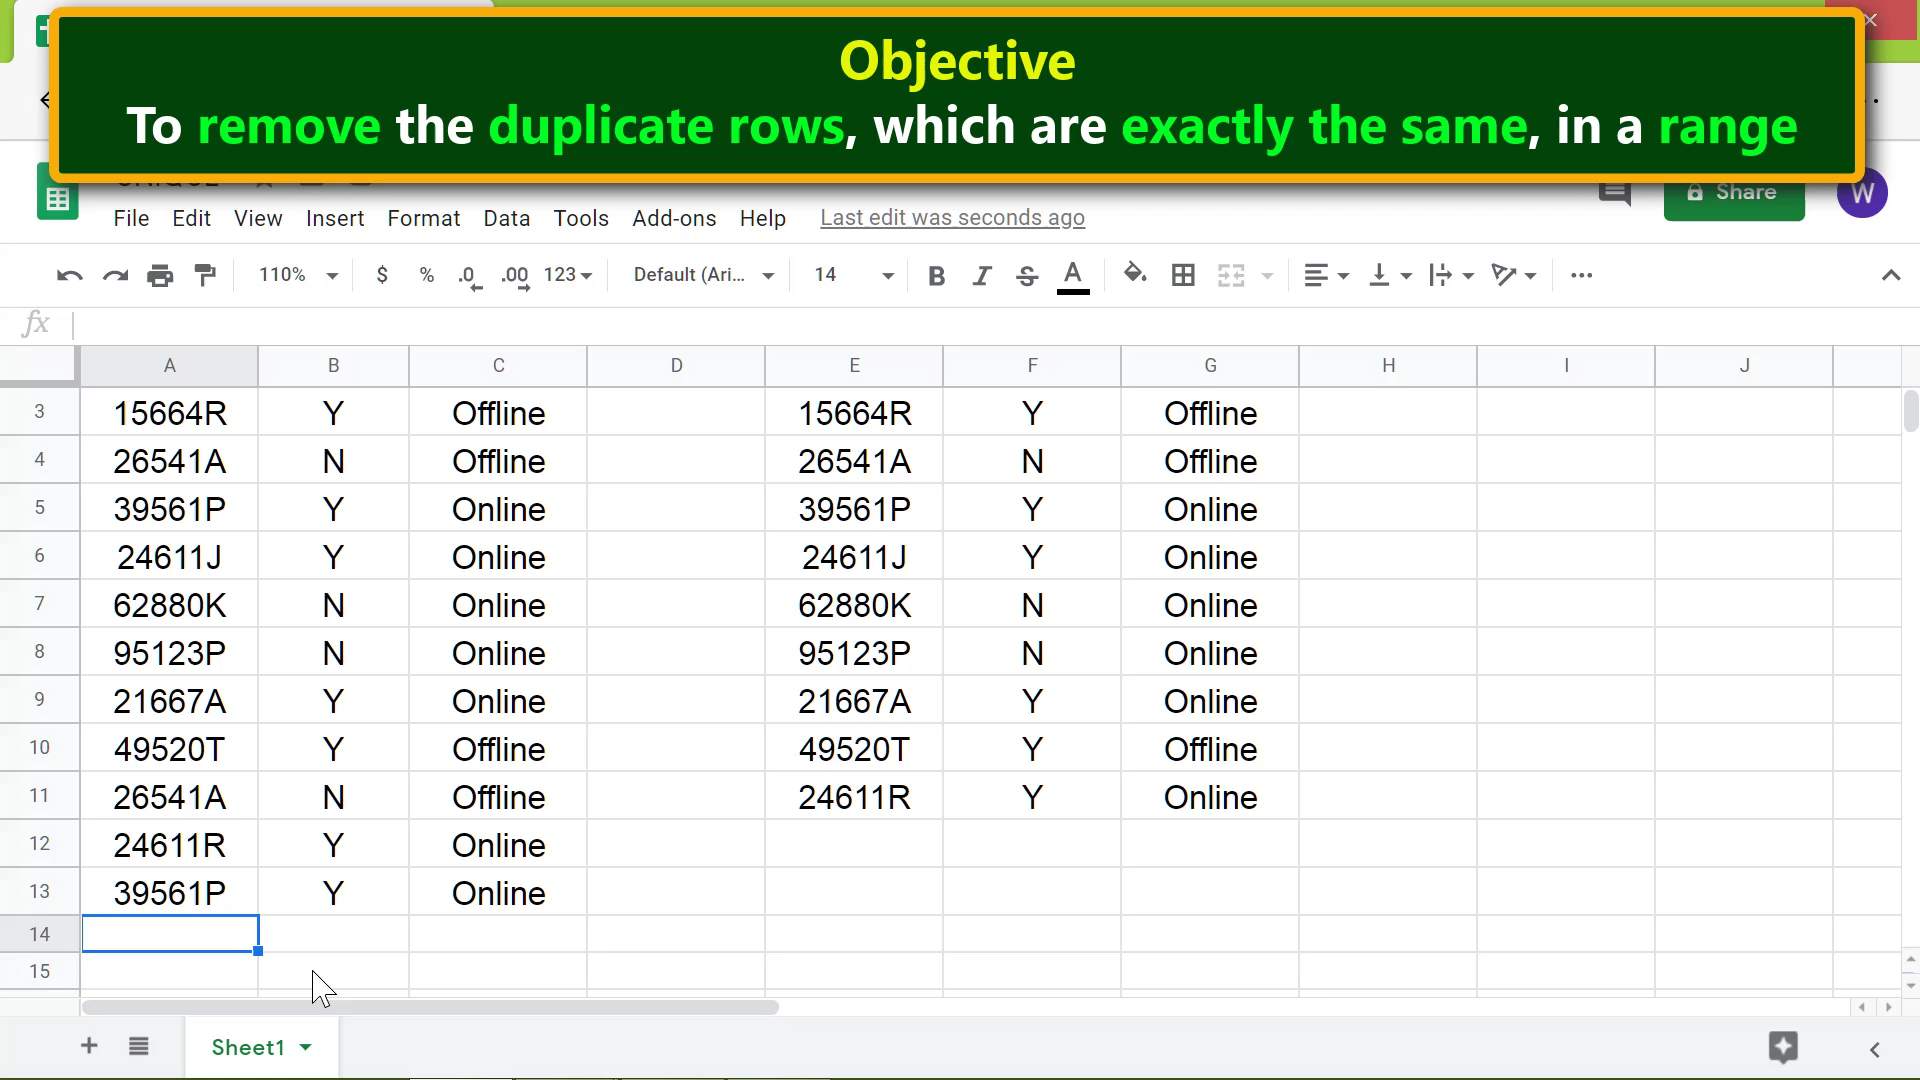 Objective
To remove the duplicate rows, which are exactly the same, in a range
Share
W
File Edit View Insert Format Data Tools Add-ons Help Last edit was seconds ago
110% $ % .0 .00 123 Default (Ari... 14 B I S A
fx
A B C D E F G H I J
3 15664R Y Offline 15664R Y Offline
4 26541A N Offline 26541A N Offline
5 39561P Y Online 39561P Y Online
6 24611J Y Online 24611J Y Online
7 62880K N Online 62880K N Online
8 95123P N Online 95123P N Online
9 21667A Y Online 21667A Y Online
10 49520T Y Offline 49520T Y Offline
11 26541A N Offline 24611R Y Online
12 24611R Y Online
13 39561P Y Online
14
15
Sheet1